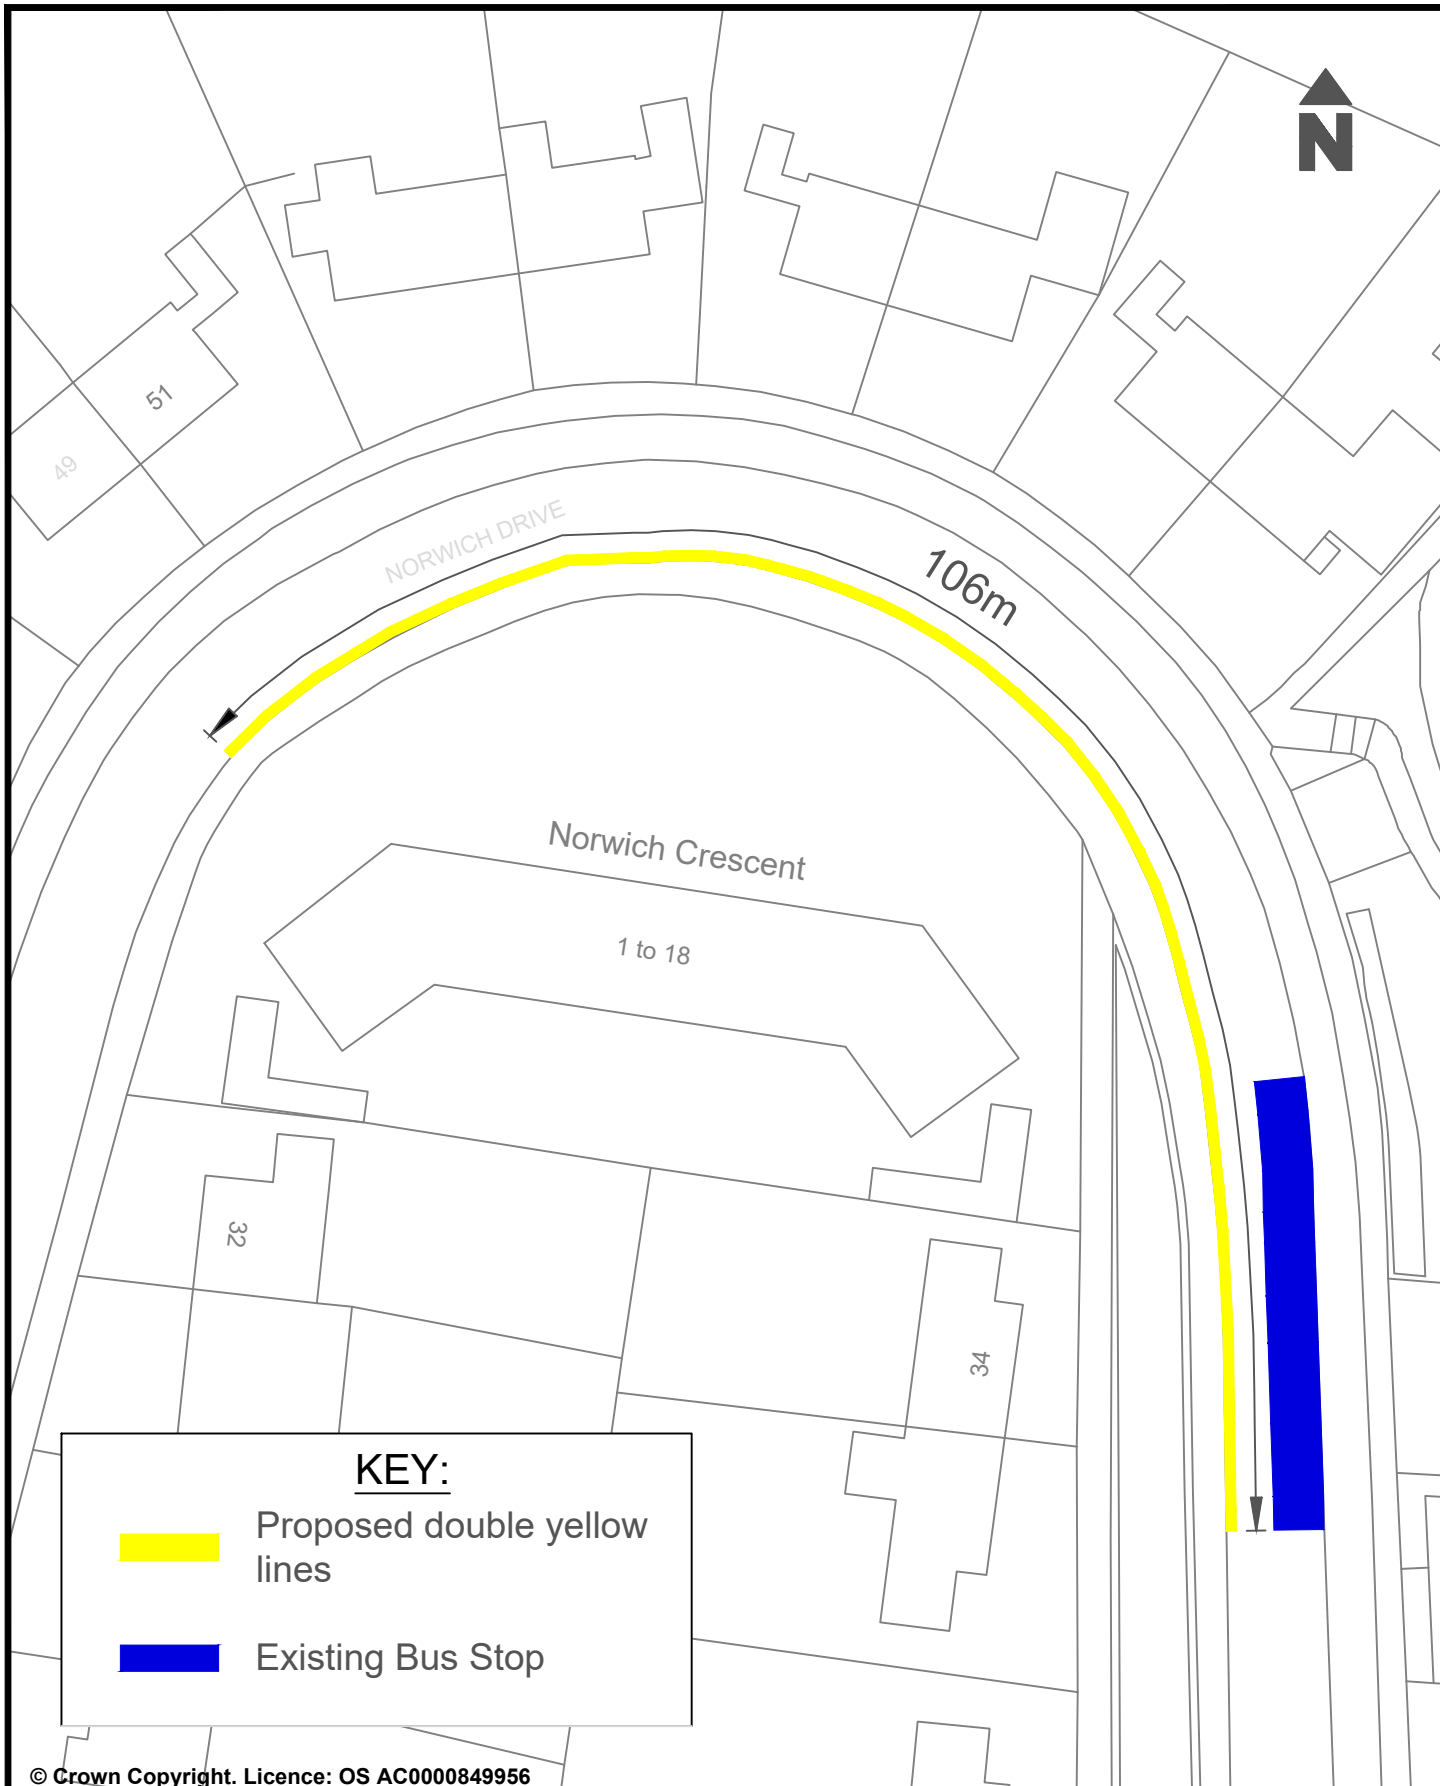 N
51
49
NORWICH DRIVE
106m
Norwich Crescent
1 to 18
32
34
KEY:
Proposed double yellow
lines
Existing Bus Stop
© Crown Copyright. Licence: OS AC0000849956